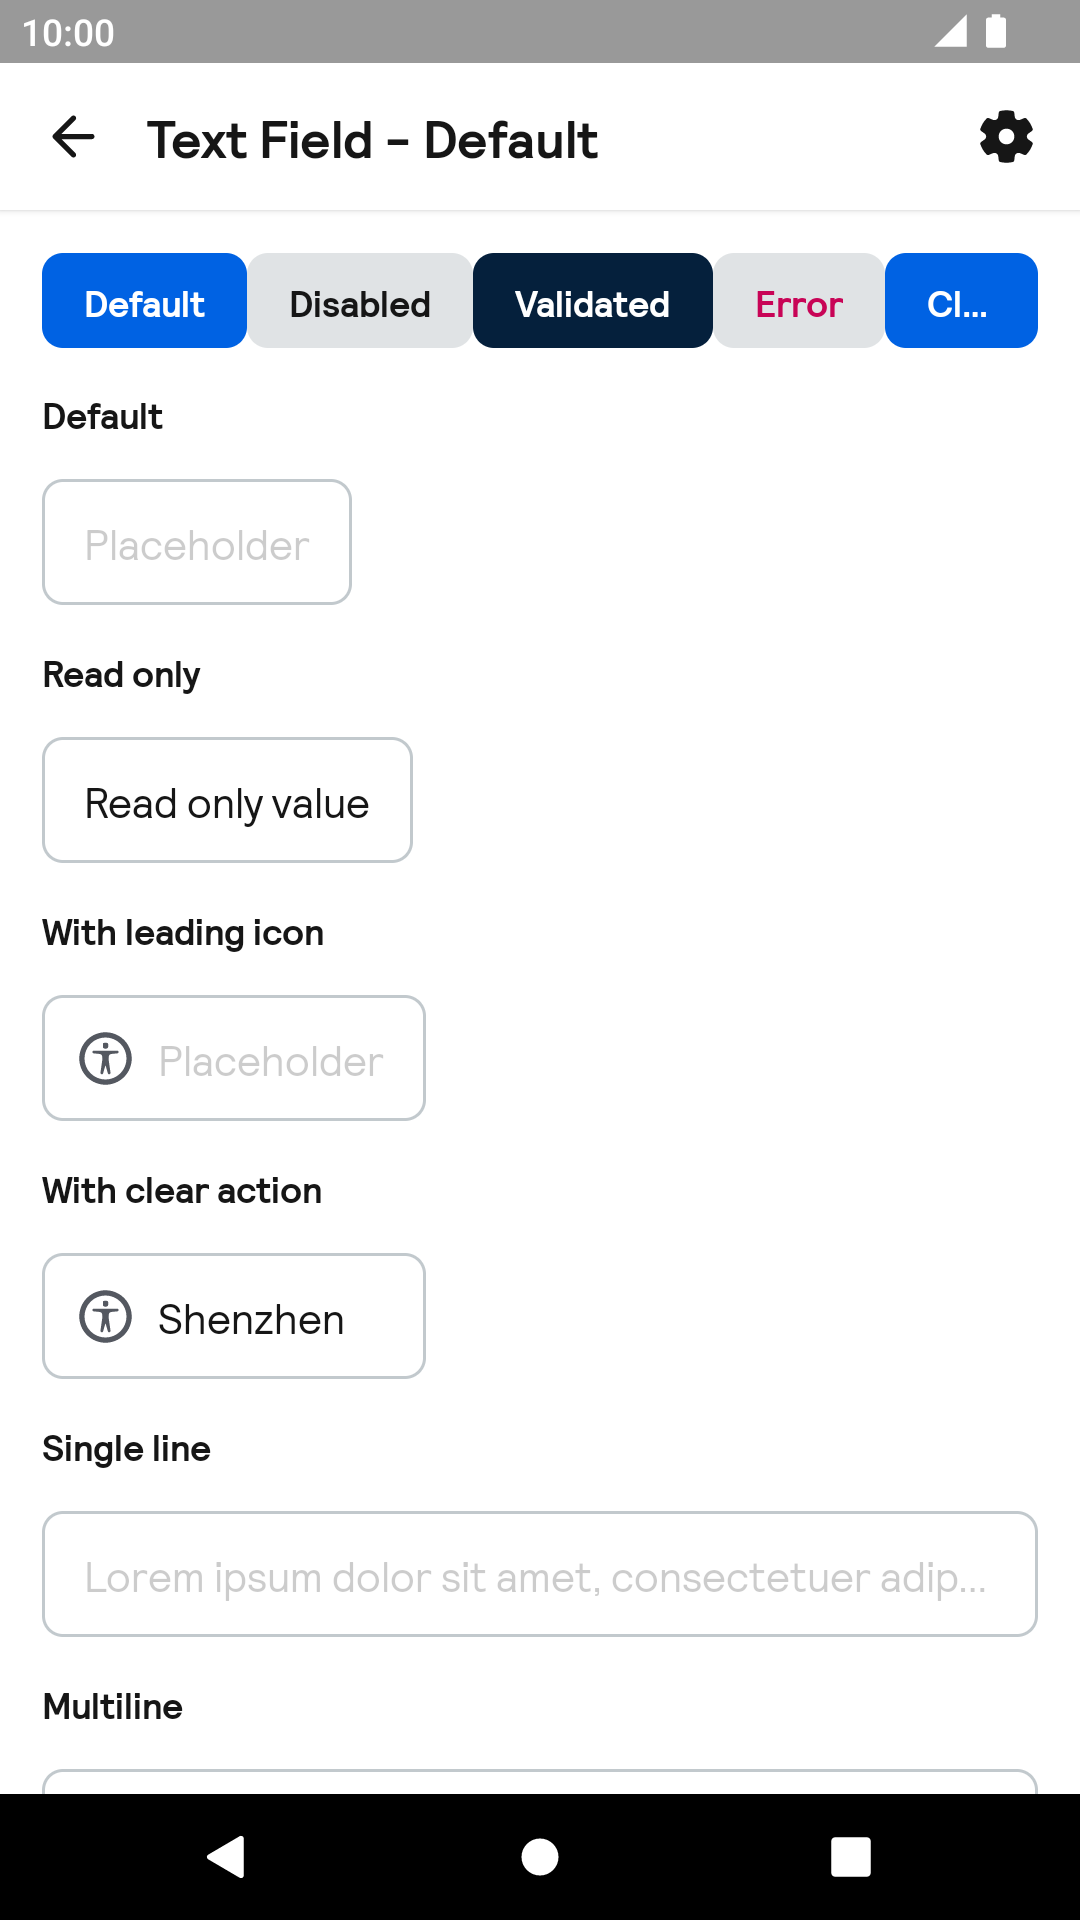 10:00
Text Field - Default
Default
Disabled
Validated
Error
Cl...
Default
Placeholder
Read only
Read only value
With leading icon
Placeholder
With clear action
Shenzhen
Single line
Lorem ipsum dolor sit amet, consectetuer adip...
Multiline